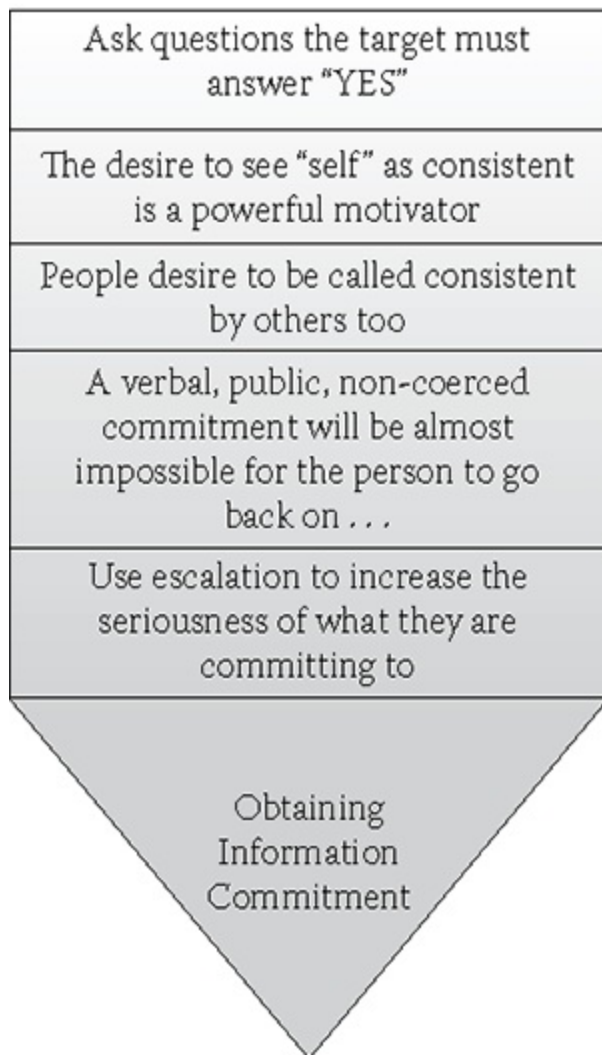 Ask questions the target must
answer “YES”
The desire to see “self” as consistent
is a powerful motivator
People desire to be called consistent
by others too
A verbal, public, non-coerced
commitment will be almost
impossible for the person to go
back on . . .
Use escalation to increase the
seriousness of what they are
committing to
Obtaining
Information
Commitment